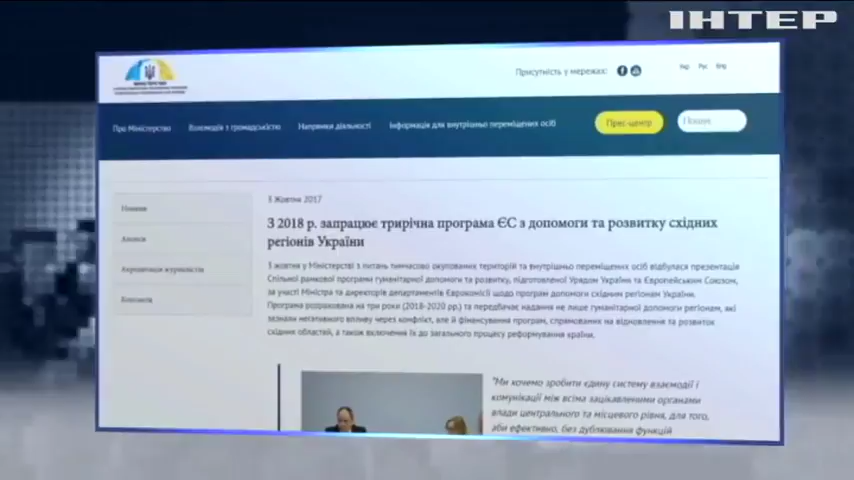 ІНТЕР
Присутність у мережах:
Укр Рус Eng
Про Міністерство Взаємодія з громадськістю Напрямки діяльності Інформація для внутрішньо переміщених осіб Прес-центр Пошук
Новини
Анонси
Акредитація журналістів
Контакти
3 Жовтня 2017
З 2018 р. запрацює трирічна програма ЄС з допомоги та розвитку східних
регіонів України
3 жовтня у Міністерстві з питань тимчасово окупованих територій та внутрішньо переміщених осіб відбулася презентація
Спільної рамкової програми гуманітарної допомоги та розвитку, підготовленої Урядом України та Європейським Союзом,
за участі Міністра та директорів департаментів Єврокомісії щодо програм допомоги східним регіонам України.
Програма розрахована на три роки (2018-2020 рр.) та передбачає надання не лише гуманітарної допомоги регіонам, які
зазнали негативного впливу через конфлікт, але й фінансування програм, спрямованих на відновлення та розвиток
східних областей, а також включення їх до загального процесу реформування країни.
"Ми хочемо зробити єдину систему взаємодії і
комунікації між всіма зацікавленими органами
влади центрального та місцевого рівня, для того,
аби ефективно, без дублювання функцій